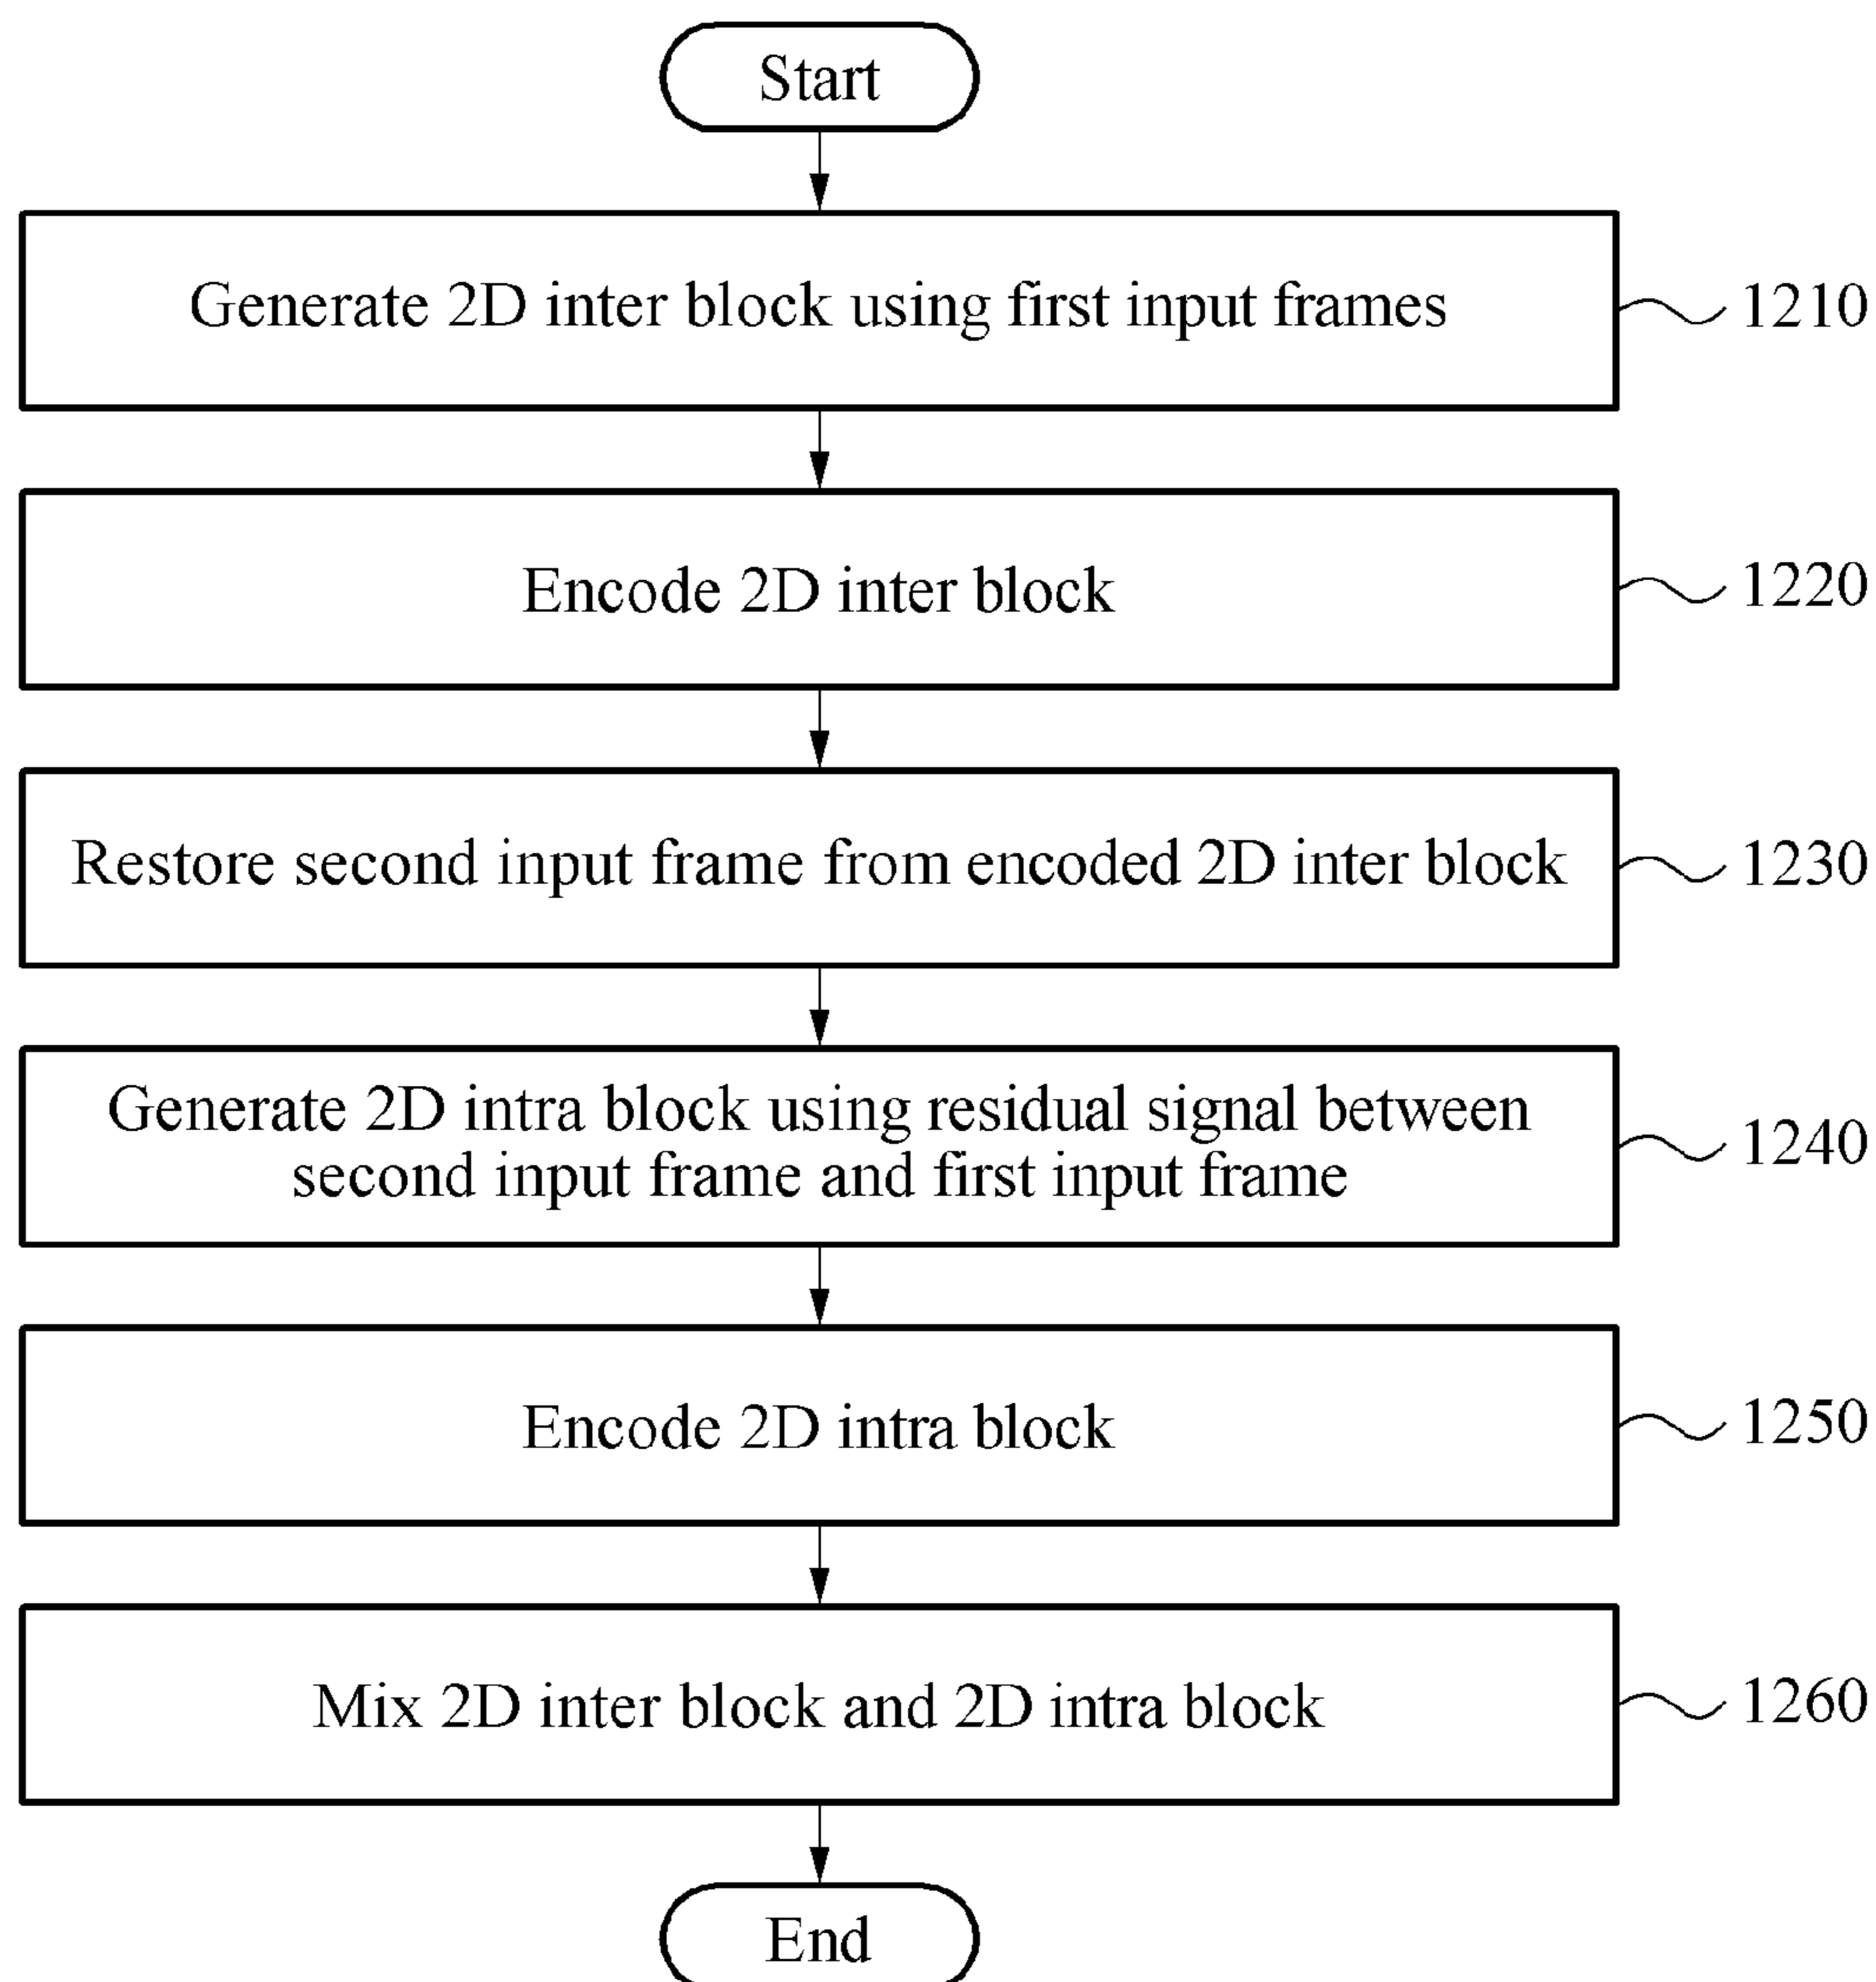 Start
Generate 2D inter block using first input frames
1210
Encode 2D inter block
1220
Restore second input frame from encoded 2D inter block
1230
Generate 2D intra block using residual signal between
second input frame and first input frame
1240
Encode 2D intra block
1250
Mix 2D inter block and 2D intra block
1260
End